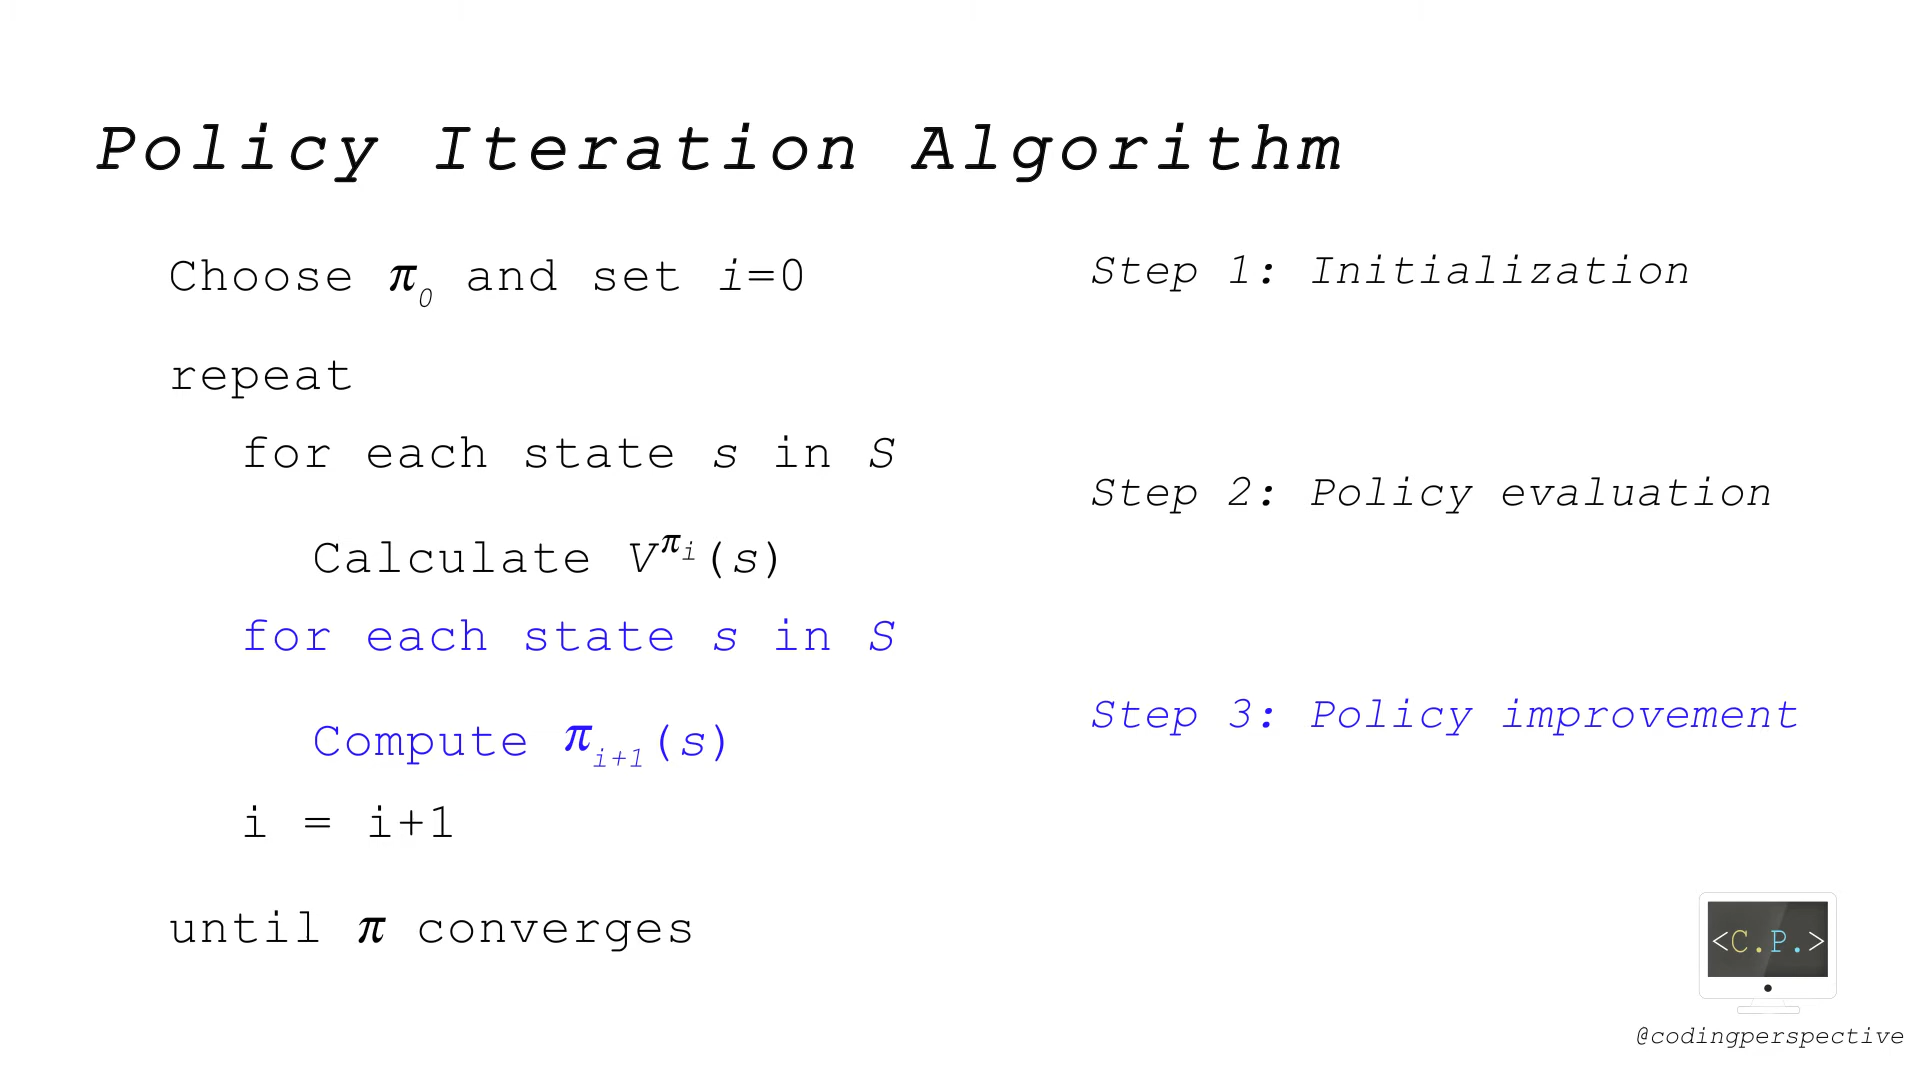 Policy Iteration Algorithm
Choose π₀ and set i=0
Step 1: Initialization
repeat
for each state s in S
Step 2: Policy evaluation
Calculate V^πᵢ(s)
for each state s in S
Step 3: Policy improvement
Compute πᵢ₊₁(s)
i = i+1
until π converges
<C.P.>
@codingperspective